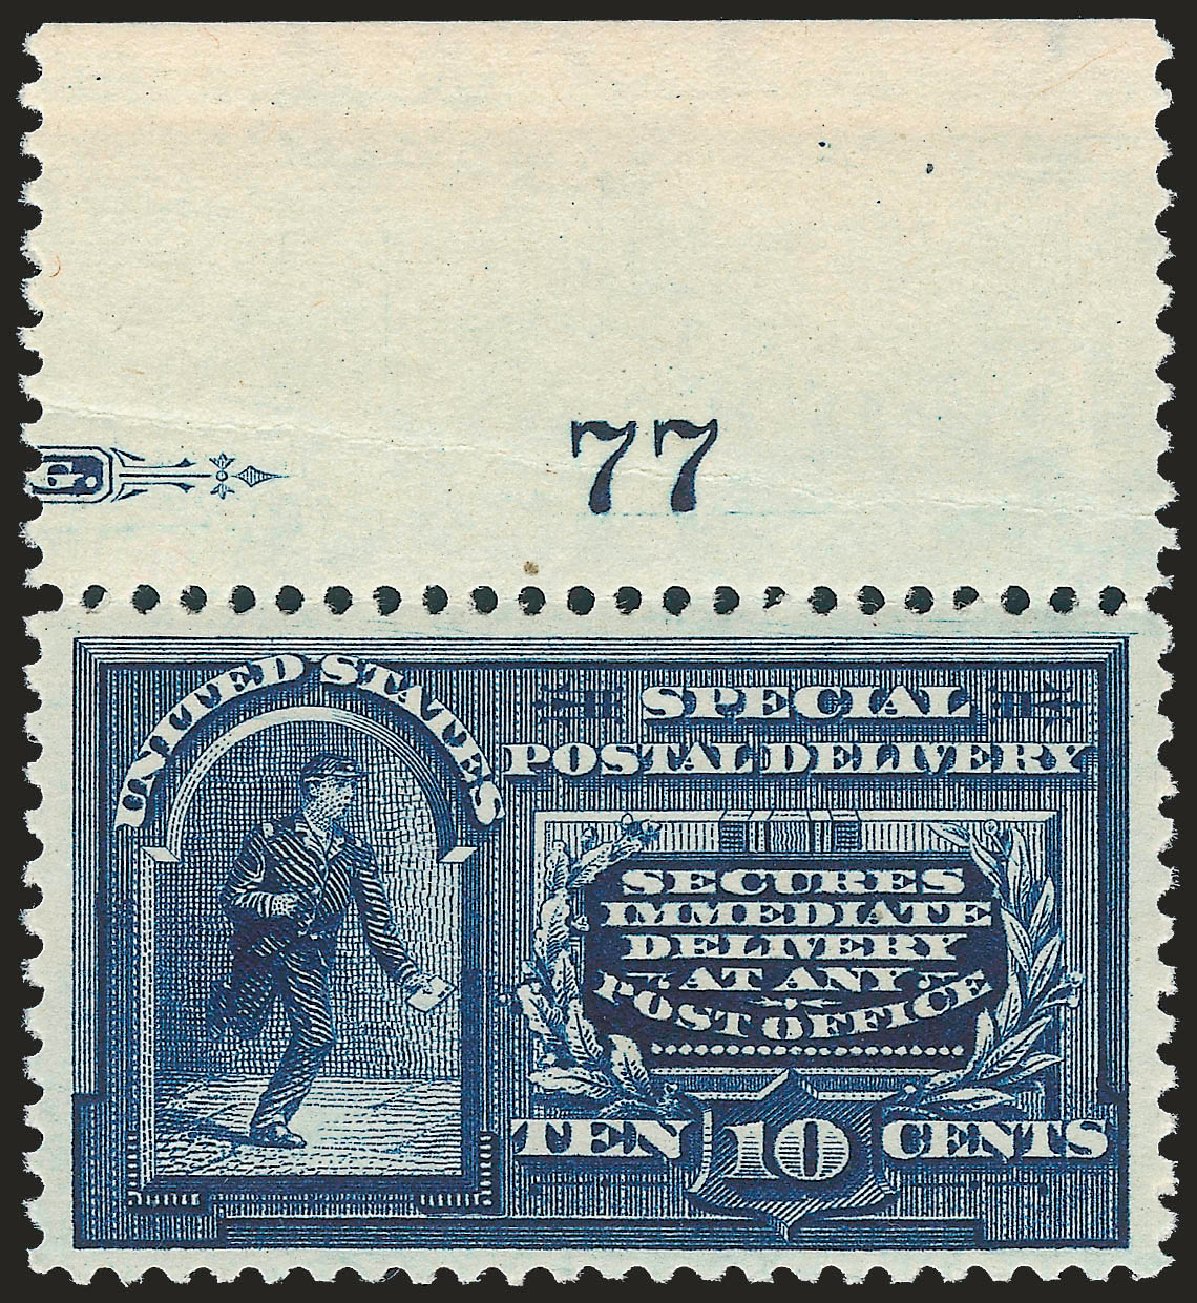 77
UNITED STATES
SPECIAL
POSTAL DELIVERY
SECURES
IMMEDIATE
DELIVERY
AT ANY
POST OFFICE
TEN 10 CENTS